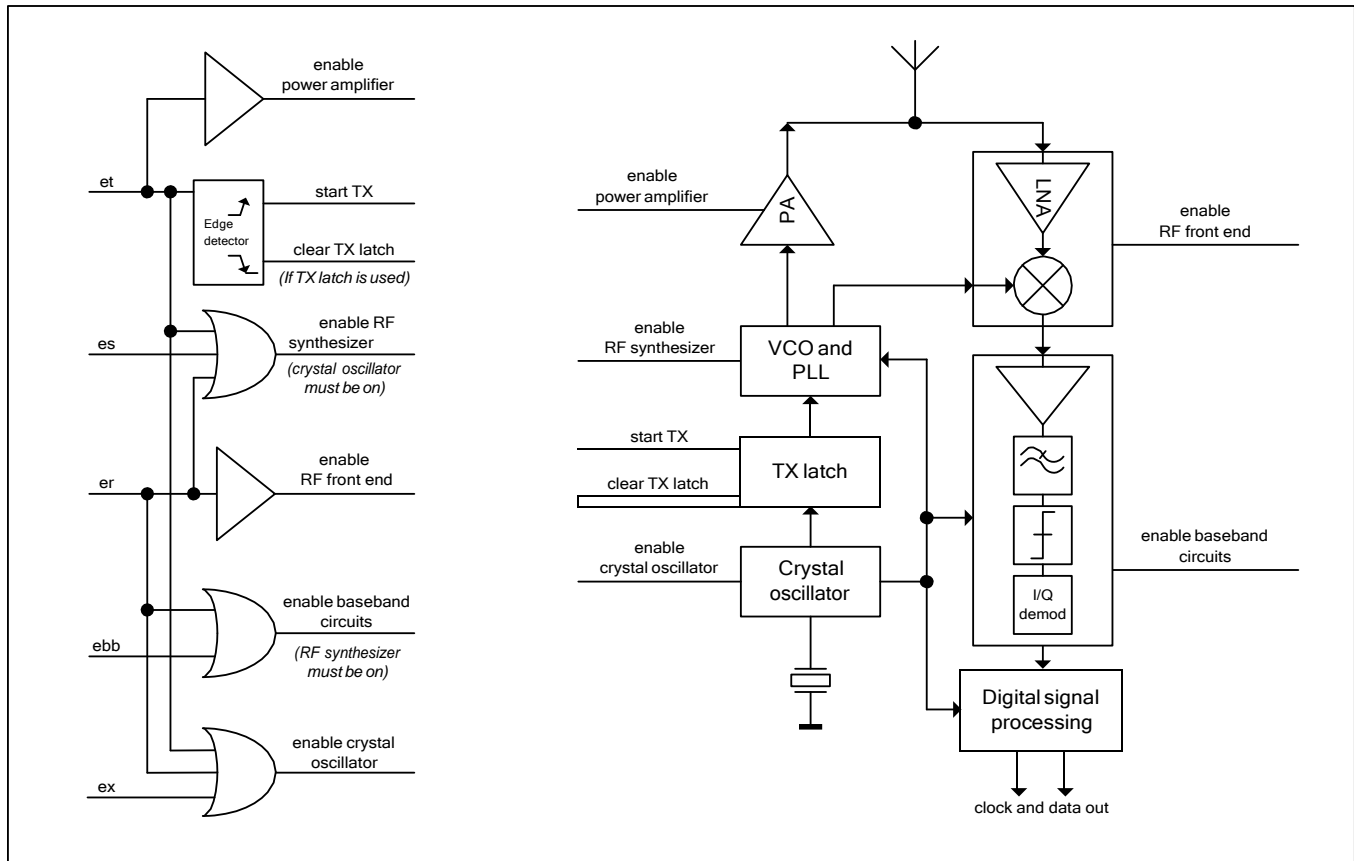 enable
power amplifier
et
start TX
Edge
detector
clear TX latch
(If TX latch is used)
enable RF
synthesizer
es
(crystal oscillator
must be on)
enable
RF front end
er
enable baseband
circuits
ebb
(RF synthesizer
must be on)
enable crystal
oscillator
ex
enable
power amplifier
PA
LNA
enable
RF front end
enable
RF synthesizer
VCO and
PLL
start TX
TX latch
clear TX latch
enable
crystal oscillator
Crystal
oscillator
I/Q
demod
enable baseband
circuits
Digital signal
processing
clock and data out